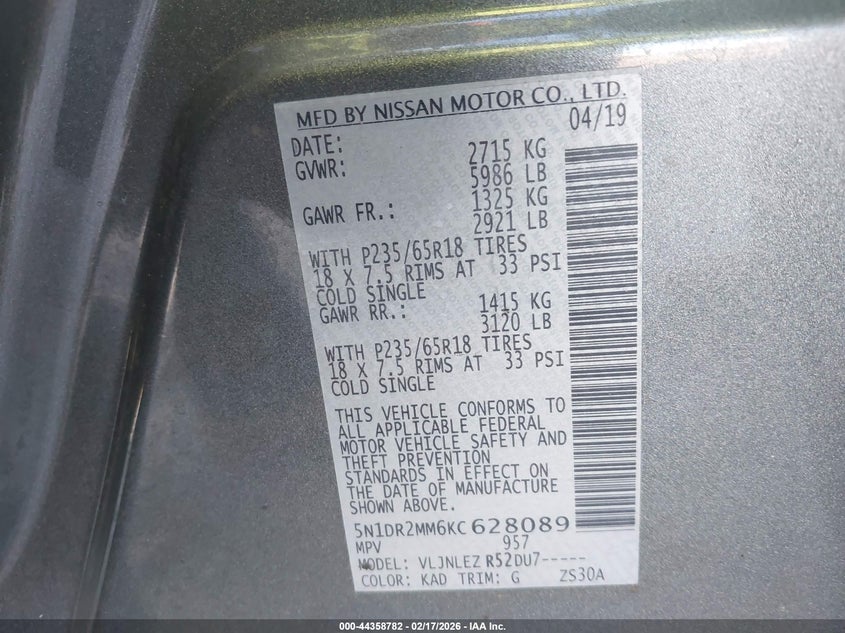 MFD BY NISSAN MOTOR CO., LTD.
DATE: 04/19
GVWR: 2715 KG
5986 LB
GAWR FR.: 1325 KG
2921 LB
WITH P235/65R18 TIRES
18 X 7.5 RIMS AT 33 PSI
COLD SINGLE
GAWR RR.: 1415 KG
3120 LB
WITH P235/65R18 TIRES
18 X 7.5 RIMS AT 33 PSI
COLD SINGLE
THIS VEHICLE CONFORMS TO
ALL APPLICABLE FEDERAL
MOTOR VEHICLE SAFETY AND
THEFT PREVENTION
STANDARDS IN EFFECT ON
THE DATE OF MANUFACTURE
SHOWN ABOVE.
5N1DR2MM6KC628089
MPV 957
MODEL: VLJNLEZ R52DU7-----
COLOR: KAD TRIM: G ZS30A
000-44358782 - 02/17/2026 - IAA Inc.